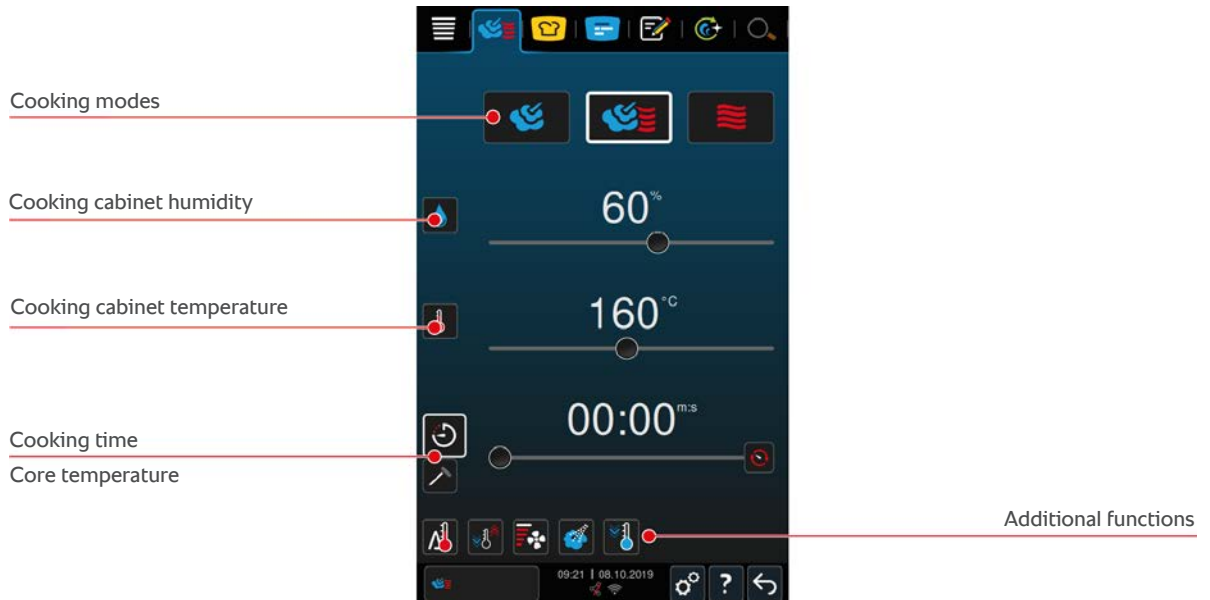 Cooking modes
Cooking cabinet humidity
60%
Cooking cabinet temperature
160°C
00:00 m:s
Cooking time
Core temperature
Additional functions
09:21 | 08.10.2019
?